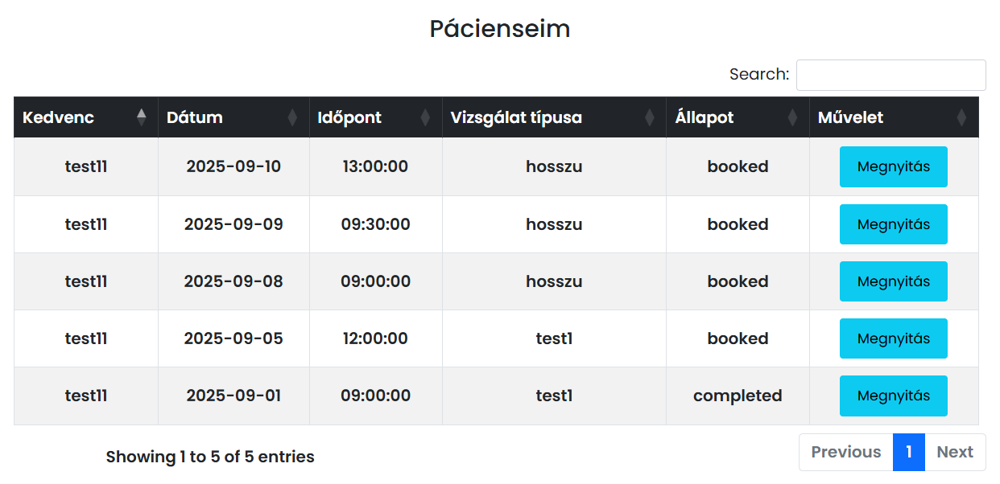 Pácienseim
Search:
Kedvenc Dátum Időpont Vizsgálat típusa Állapot Művelet
test11 2025-09-10 13:00:00 hosszu booked Megnyitás
test11 2025-09-09 09:30:00 hosszu booked Megnyitás
test11 2025-09-08 09:00:00 hosszu booked Megnyitás
test11 2025-09-05 12:00:00 test1 booked Megnyitás
test11 2025-09-01 09:00:00 test1 completed Megnyitás
Showing 1 to 5 of 5 entries
Previous 1 Next